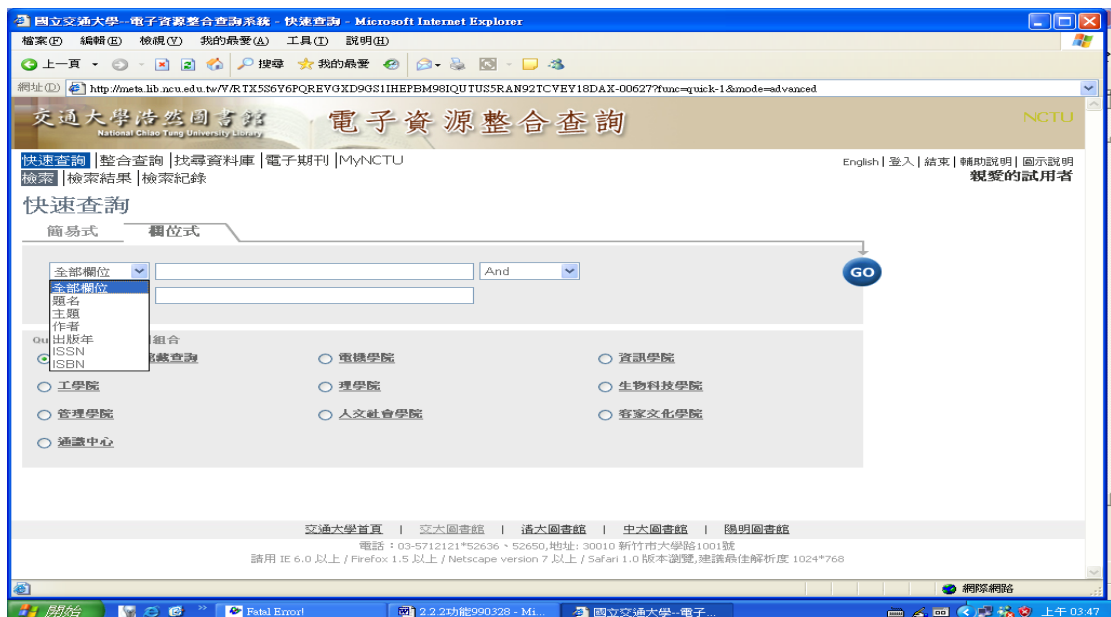 國立交通大學--電子資源整合查詢系統 - 快速查詢 - Microsoft Internet Explorer
檔案(F) 編輯(E) 檢視(V) 我的最愛(A) 工具(T) 說明(H)
上一頁 搜尋 我的最愛
網址(D) http://meta.lib.ncu.edu.tw/V/RTX5S6Y6PQREVGXD9GS1IHEPBM98IQUTUS5RAN92TCVEY18DAX-00627?func=quick-1&mode=advanced
交通大學浩然圖書館 電子資源整合查詢 NCTU
National Chiao Tung University Library
快速查詢 |整合查詢 |找尋資料庫 |電子期刊 |MyNCTU English | 登入 | 結束 | 輔助說明 | 圖示說明
檢索 |檢索結果 |檢索紀錄 親愛的試用者
快速查詢
簡易式 欄位式
全部欄位 And GO
全部欄位
題名
主題
作者
出版年
ISSN
ISBN
Qu 組合
館藏查詢 電機學院 資訊學院
工學院 理學院 生物科技學院
管理學院 人文社會學院 客家文化學院
通識中心
交通大學首頁 | 交大圖書館 | 清大圖書館 | 中大圖書館 | 陽明圖書館
電話:03-5712121*52636、52650,地址: 30010 新竹市大學路1001號
請用 IE 6.0 以上 / Firefox 1.5 以上 / Netscape version 7 以上 / Safari 1.0 版本瀏覽,建議最佳解析度 1024*768
網際網路
開始 Fatal Error! 2.2.2功能990328 - Mi... 國立交通大學--電子... 上午 03:47